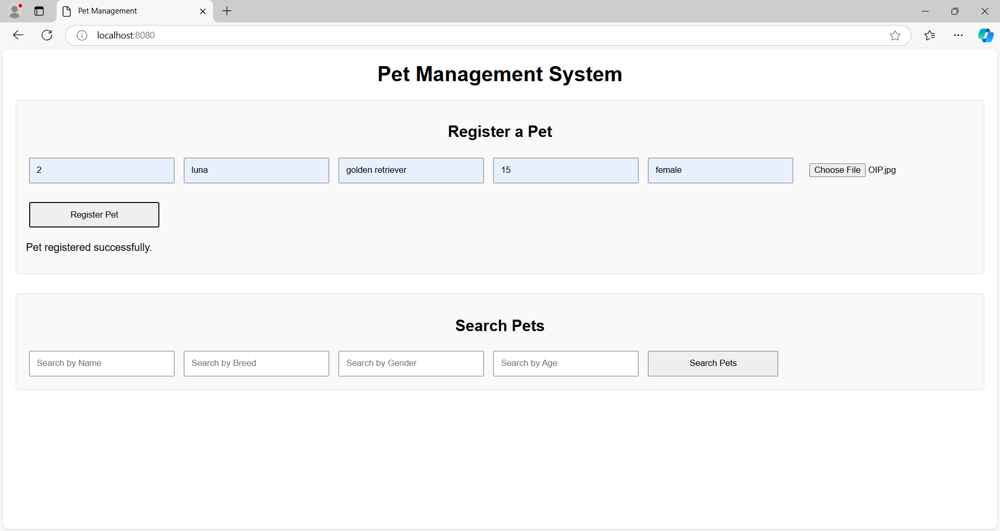 Pet Management
localhost:8080
Pet Management System
Register a Pet
2 luna golden retriever 15 female Choose File OIP.jpg
Register Pet
Pet registered successfully.
Search Pets
Search by Name Search by Breed Search by Gender Search by Age Search Pets